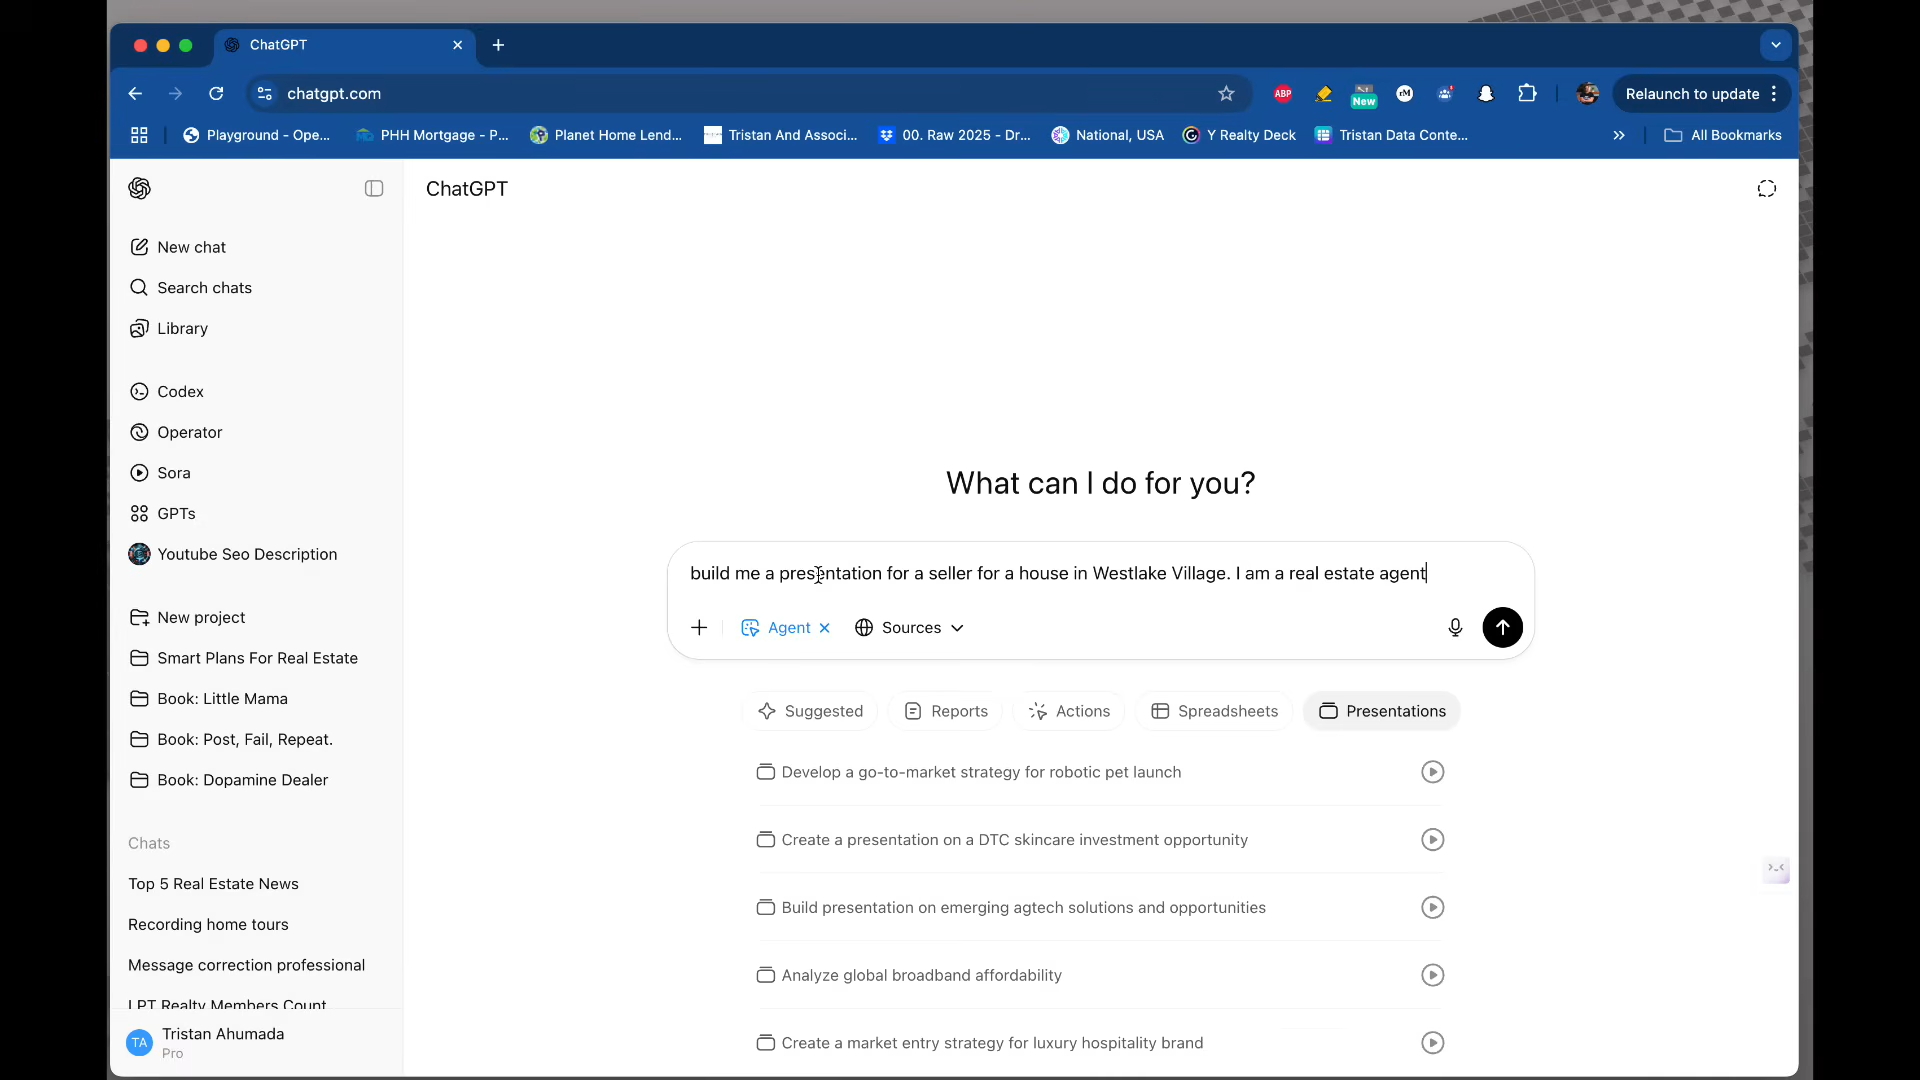 ChatGPT
chatgpt.com
ABP
New
rM
Relaunch to update
Playground - Ope...
PHH Mortgage - P...
Planet Home Lend...
Tristan And Associ...
00. Raw 2025 - Dr...
National, USA
Y Realty Deck
Tristan Data Conte...
All Bookmarks
ChatGPT
New chat
Search chats
Library
Codex
Operator
Sora
GPTs
Youtube Seo Description
New project
Smart Plans For Real Estate
Book: Little Mama
Book: Post, Fail, Repeat.
Book: Dopamine Dealer
Chats
Top 5 Real Estate News
Recording home tours
Message correction professional
LPT Realty Members Count
TA
Tristan Ahumada
Pro
What can I do for you?
build me a presentation for a seller for a house in Westlake Village. I am a real estate agent
Agent
Sources
Suggested
Reports
Actions
Spreadsheets
Presentations
Develop a go-to-market strategy for robotic pet launch
Create a presentation on a DTC skincare investment opportunity
Build presentation on emerging agtech solutions and opportunities
Analyze global broadband affordability
Create a market entry strategy for luxury hospitality brand